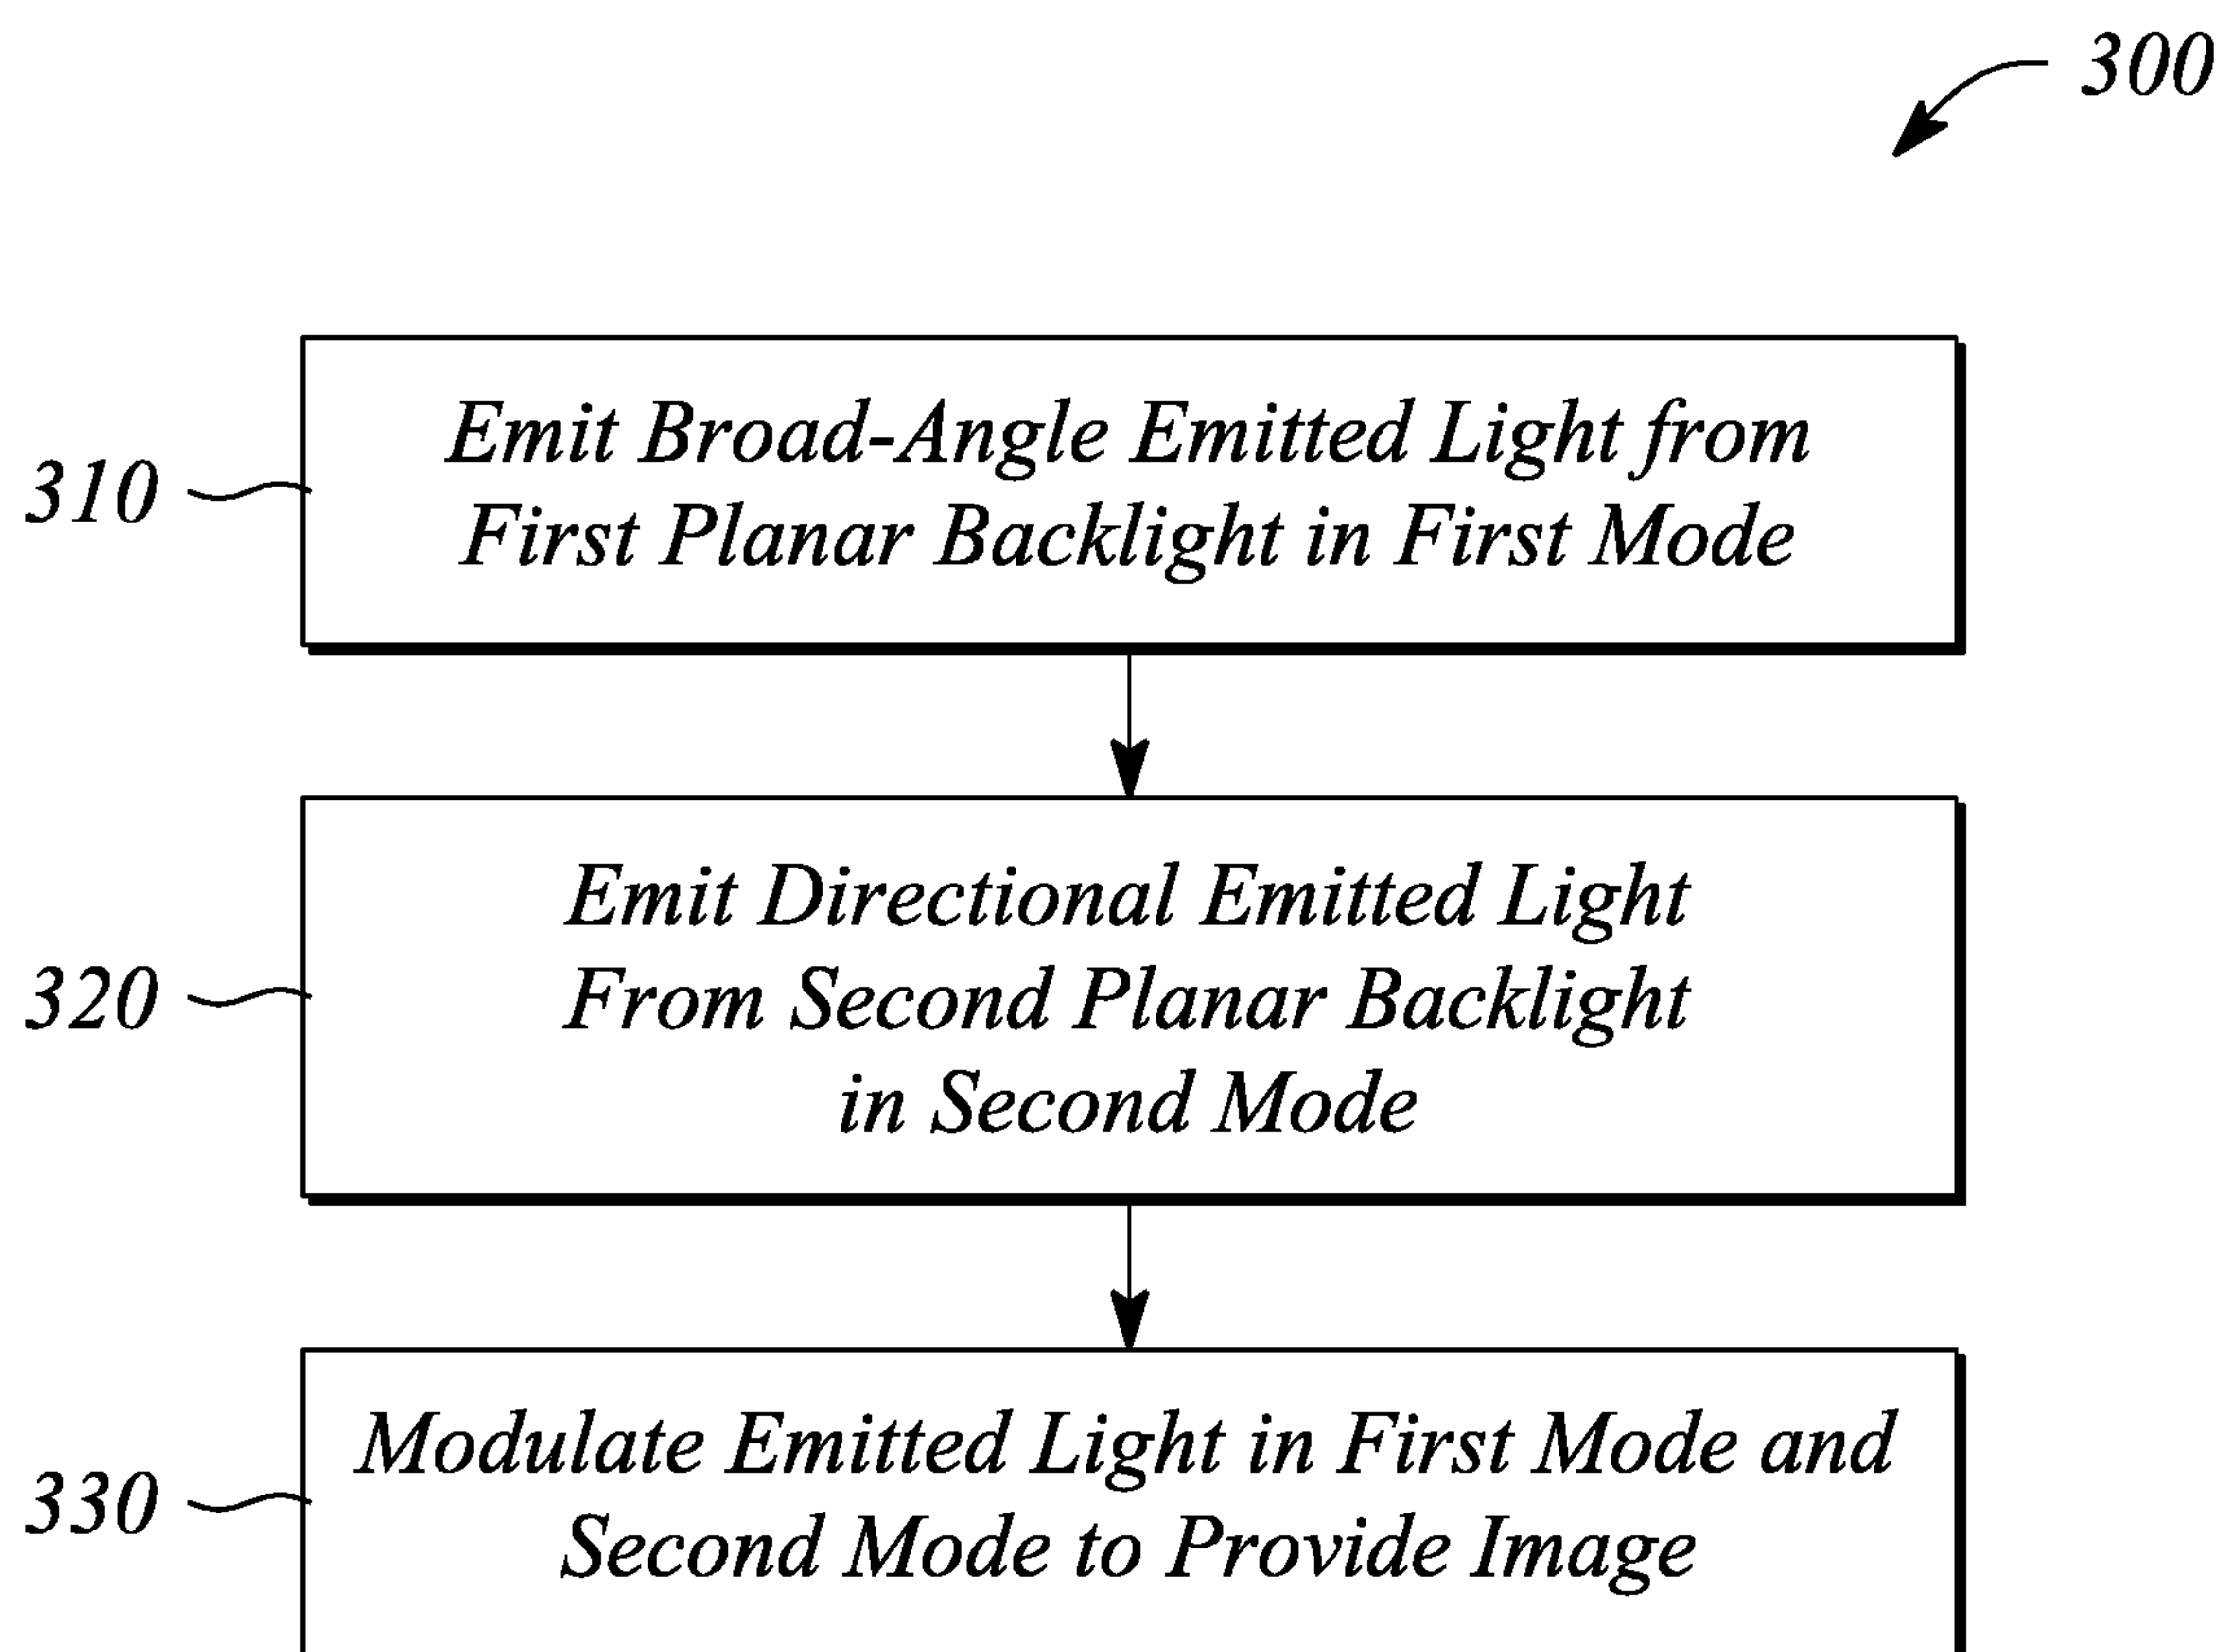 300
310
Emit Broad-Angle Emitted Light from
First Planar Backlight in First Mode
320
Emit Directional Emitted Light
From Second Planar Backlight
in Second Mode
330
Modulate Emitted Light in First Mode and
Second Mode to Provide Image